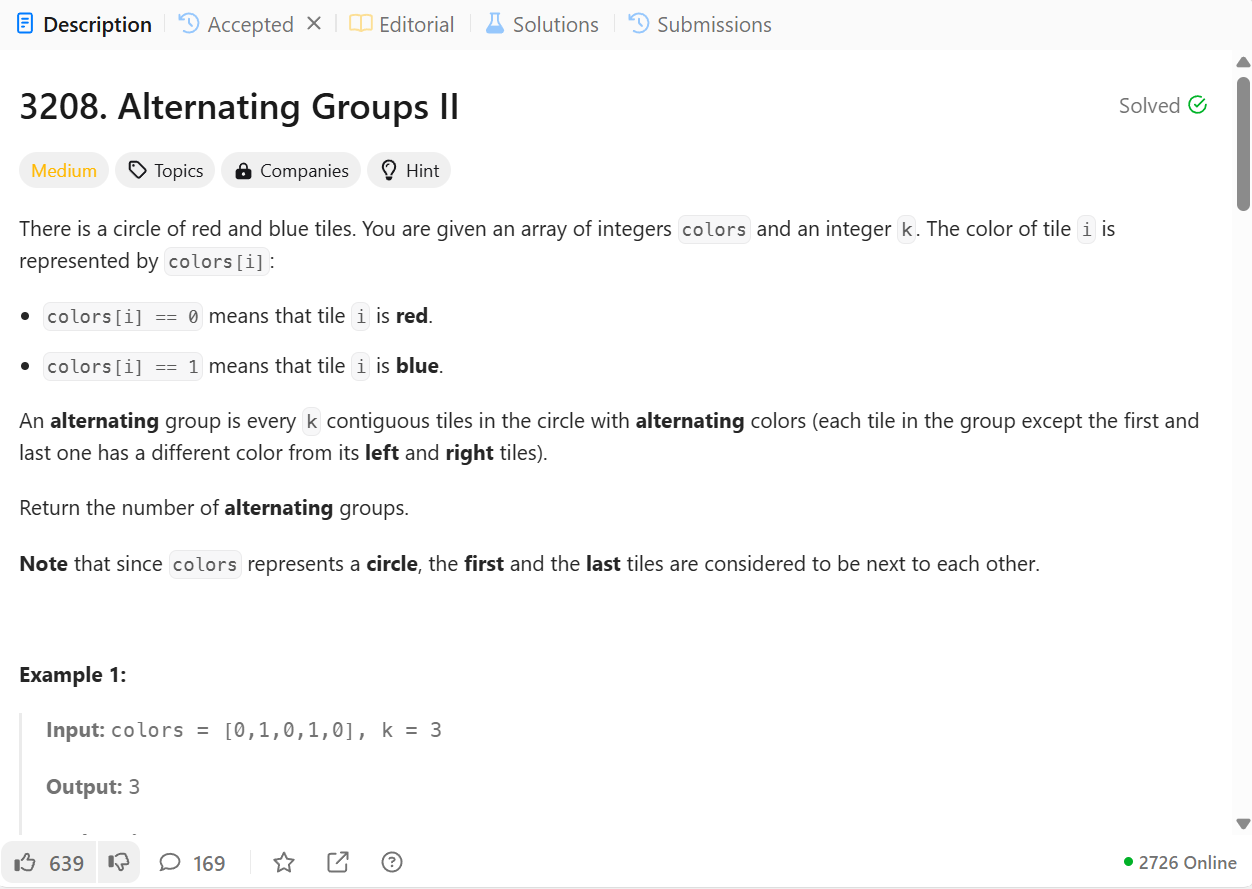 Description Accepted Editorial Solutions Submissions
3208. Alternating Groups II Solved
Medium Topics Companies Hint
There is a circle of red and blue tiles. You are given an array of integers colors and an integer k. The color of tile i is
represented by colors[i]:
• colors[i] == 0 means that tile i is red.
• colors[i] == 1 means that tile i is blue.
An alternating group is every k contiguous tiles in the circle with alternating colors (each tile in the group except the first and
last one has a different color from its left and right tiles).
Return the number of alternating groups.
Note that since colors represents a circle, the first and the last tiles are considered to be next to each other.
Example 1:
Input: colors = [0,1,0,1,0], k = 3
Output: 3
639 169 2726 Online